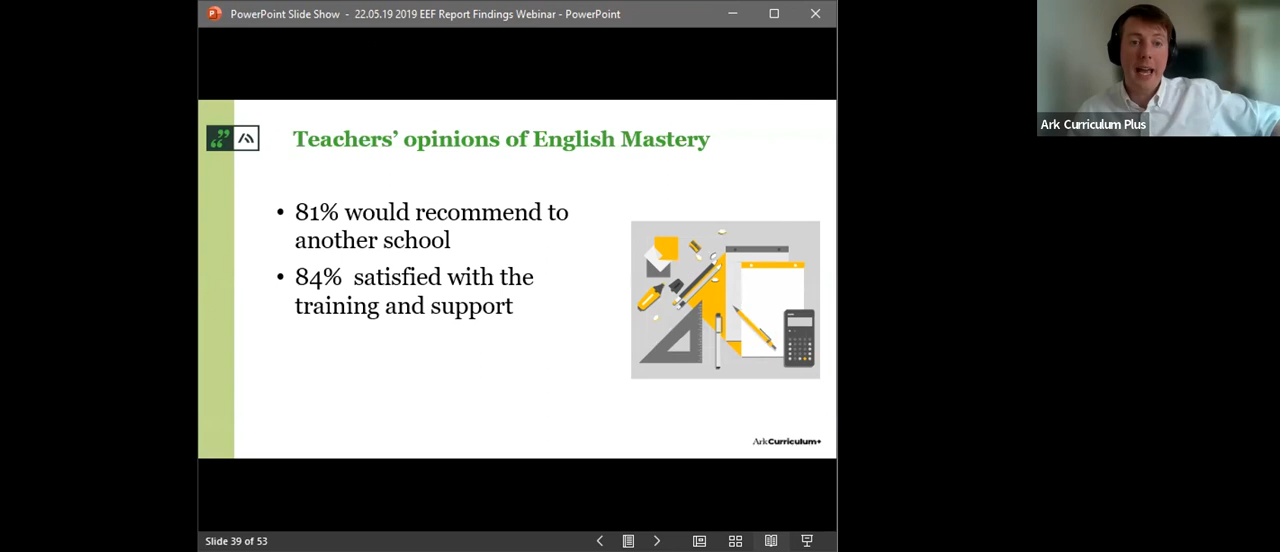 PowerPoint Slide Show - 22.05.19 2019 EEF Report Findings Webinar - PowerPoint
Ark Curriculum Plus
Teachers’ opinions of English Mastery
• 81% would recommend to
another school
• 84% satisfied with the
training and support
ArkCurriculum+
Slide 39 of 53